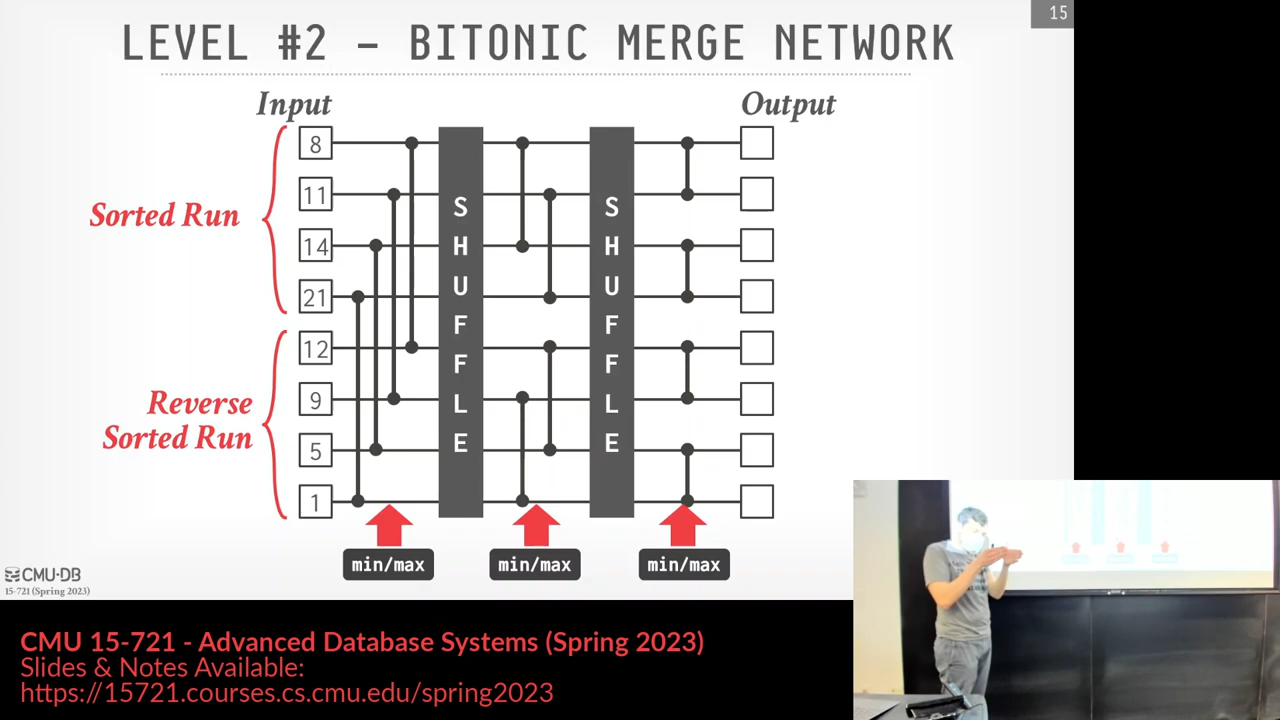 15
LEVEL #2 – BITONIC MERGE NETWORK
Input
Output
Sorted Run
Reverse
Sorted Run
8
11
14
21
12
9
5
1
SHUFFLE
SHUFFLE
min/max
min/max
min/max
CMU·DB
15-721 (Spring 2023)
CMU 15-721 - Advanced Database Systems (Spring 2023)
Slides & Notes Available:
https://15721.courses.cs.cmu.edu/spring2023